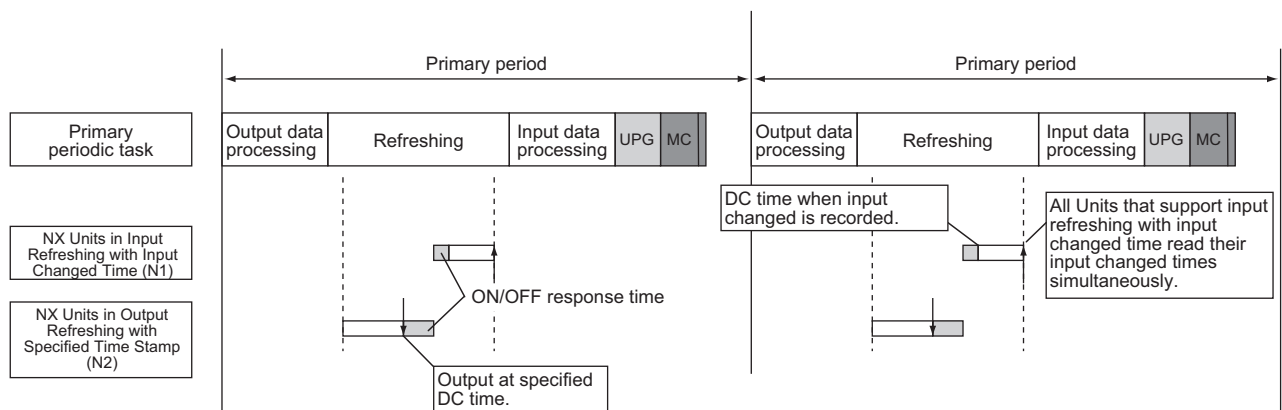 Primary period
Primary period
Primary
periodic task
Output data
processing
Refreshing
Input data
processing
UPG
MC
Output data
processing
Refreshing
Input data
processing
UPG
MC
DC time when input
changed is recorded.
All Units that support input
refreshing with input
changed time read their
input changed times
simultaneously.
NX Units in Input
Refreshing with Input
Changed Time (N1)
ON/OFF response time
NX Units in Output
Refreshing with
Specified Time Stamp
(N2)
Output at specified
DC time.